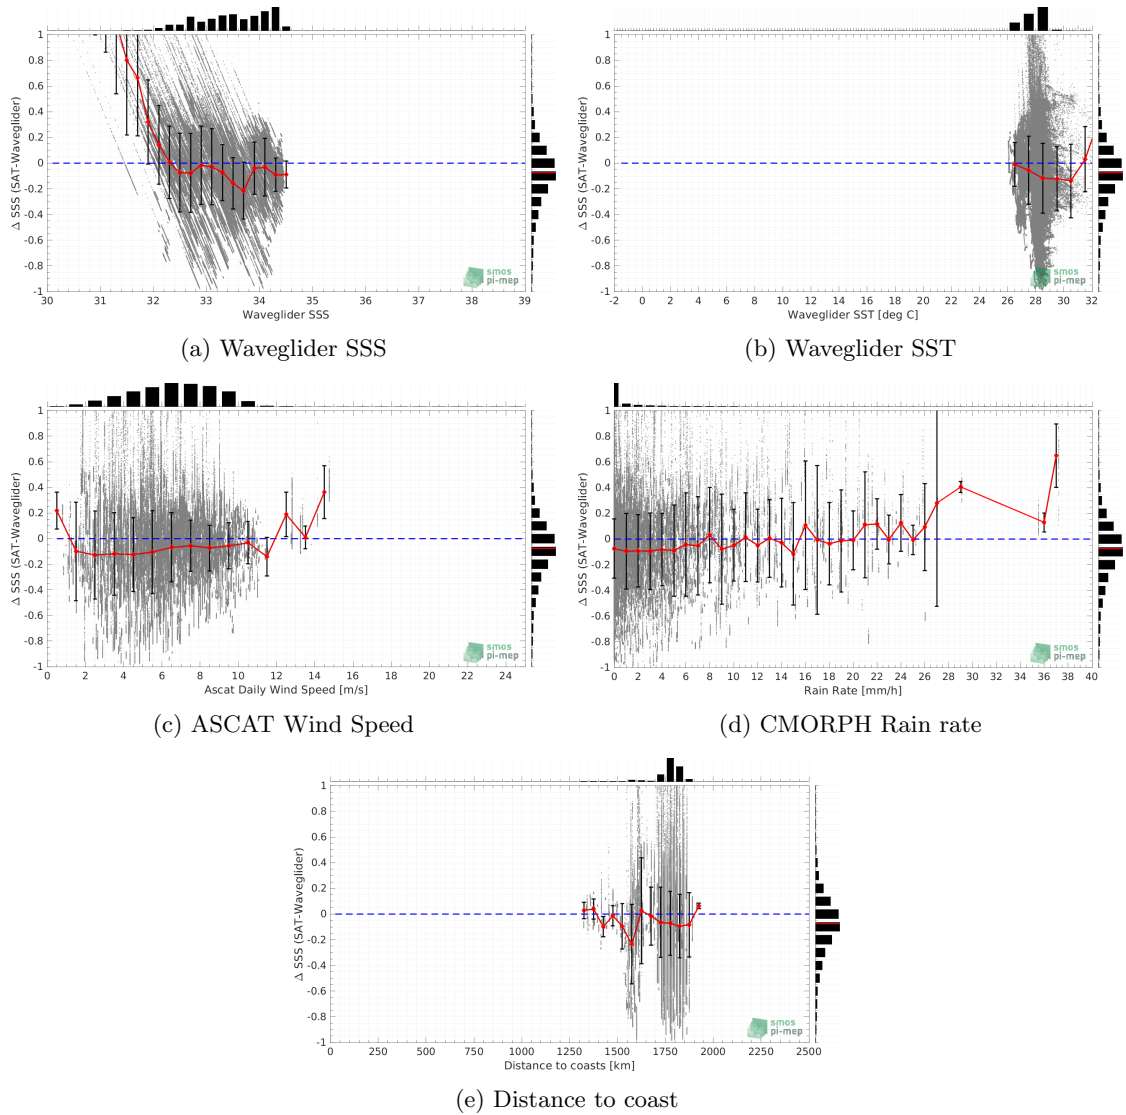 1
0.8
0.6
0.4
0.2
0
-0.2
-0.4
-0.6
-0.8
-1
Δ SSS (SAT-Waveglider)
smos
pi-mep
30 31 32 33 34 35 36 37 38 39
Waveglider SSS
(a) Waveglider SSS
1
0.8
0.6
0.4
0.2
0
-0.2
-0.4
-0.6
-0.8
-1
Δ SSS (SAT-Waveglider)
smos
pi-mep
-2 0 2 4 6 8 10 12 14 16 18 20 22 24 26 28 30 32
Waveglider SST [deg C]
(b) Waveglider SST
1
0.8
0.6
0.4
0.2
0
-0.2
-0.4
-0.6
-0.8
-1
Δ SSS (SAT-Waveglider)
smos
pi-mep
0 2 4 6 8 10 12 14 16 18 20 22 24
Ascat Daily Wind Speed [m/s]
(c) ASCAT Wind Speed
1
0.8
0.6
0.4
0.2
0
-0.2
-0.4
-0.6
-0.8
-1
Δ SSS (SAT-Waveglider)
smos
pi-mep
0 2 4 6 8 10 12 14 16 18 20 22 24 26 28 30 32 34 36 38 40
Rain Rate [mm/h]
(d) CMORPH Rain rate
1
0.8
0.6
0.4
0.2
0
-0.2
-0.4
-0.6
-0.8
-1
Δ SSS (SAT-Waveglider)
smos
pi-mep
0 250 500 750 1000 1250 1500 1750 2000 2250 2500
Distance to coasts [km]
(e) Distance to coast